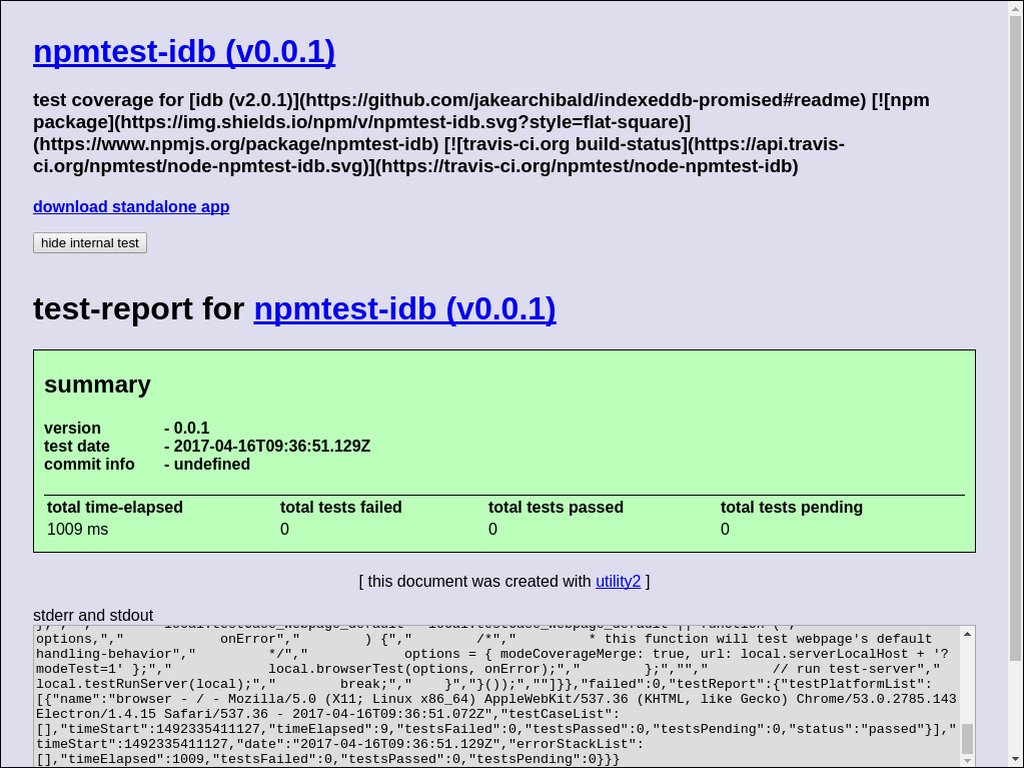 npmtest-idb (v0.0.1)
test coverage for [idb (v2.0.1)](https://github.com/jakearchibald/indexeddb-promised#readme) [![npm
package](https://img.shields.io/npm/v/npmtest-idb.svg?style=flat-square)]
(https://www.npmjs.org/package/npmtest-idb) [![travis-ci.org build-status](https://api.travis-
ci.org/npmtest/node-npmtest-idb.svg)](https://travis-ci.org/npmtest/node-npmtest-idb)
download standalone app
hide internal test
test-report for npmtest-idb (v0.0.1)
summary
version - 0.0.1
test date - 2017-04-16T09:36:51.129Z
commit info - undefined
total time-elapsed total tests failed total tests passed total tests pending
1009 ms 0 0 0
[ this document was created with utility2 ]
stderr and stdout
options,","            onError","        ) {","        /*","         * this function will test webpage's default
handling-behavior","         */","            options = { modeCoverageMerge: true, url: local.serverLocalHost + '?
modeTest=1' };","            local.browserTest(options, onError);","        };","","        // run test-server","
local.testRunServer(local);","        break;","    }","}());",""]}},"failed":0,"testReport":{"testPlatformList":
[{"name":"browser - / - Mozilla/5.0 (X11; Linux x86_64) AppleWebKit/537.36 (KHTML, like Gecko) Chrome/53.0.2785.143
Electron/1.4.15 Safari/537.36 - 2017-04-16T09:36:51.072Z","testCaseList":
[],"timeStart":1492335411127,"timeElapsed":9,"testsFailed":0,"testsPassed":0,"testsPending":0,"status":"passed"}],"
timeStart":1492335411127,"date":"2017-04-16T09:36:51.129Z","errorStackList":
[],"timeElapsed":1009,"testsFailed":0,"testsPassed":0,"testsPending":0}}}